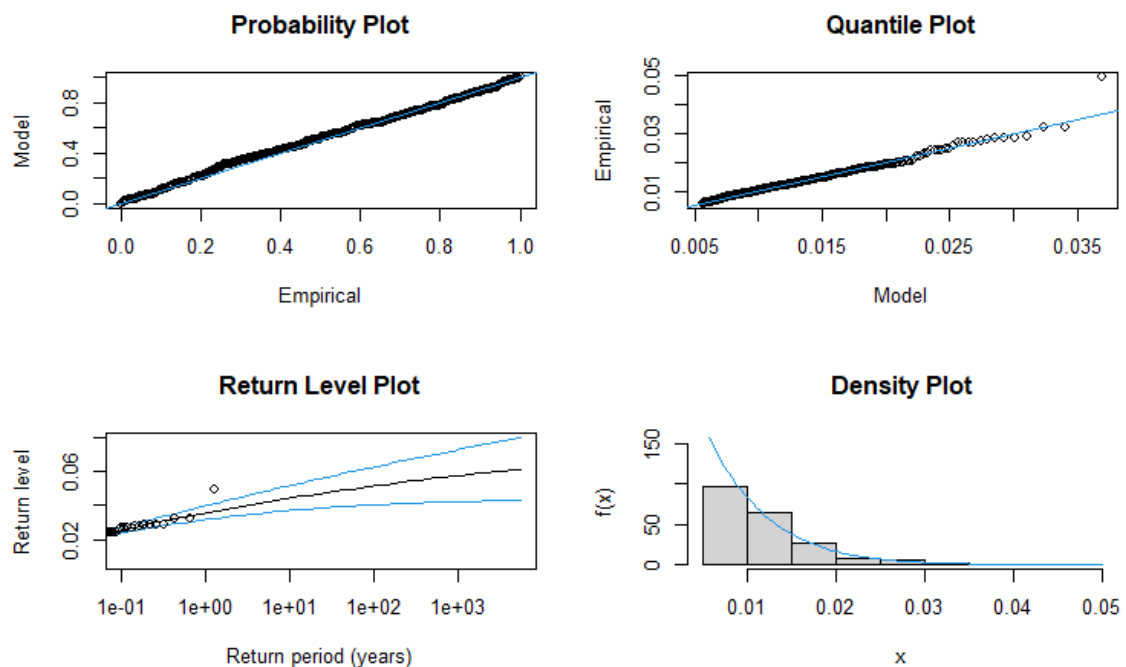 Probability Plot
Model
0.0 0.4 0.8
0.0 0.2 0.4 0.6 0.8 1.0
Empirical
Quantile Plot
Empirical
0.01 0.03 0.05
0.005 0.015 0.025 0.035
Model
Return Level Plot
Return level
0.02 0.06
1e-01 1e+00 1e+01 1e+02 1e+03
Return period (years)
Density Plot
f(x)
0 50 150
0.01 0.02 0.03 0.04 0.05
x